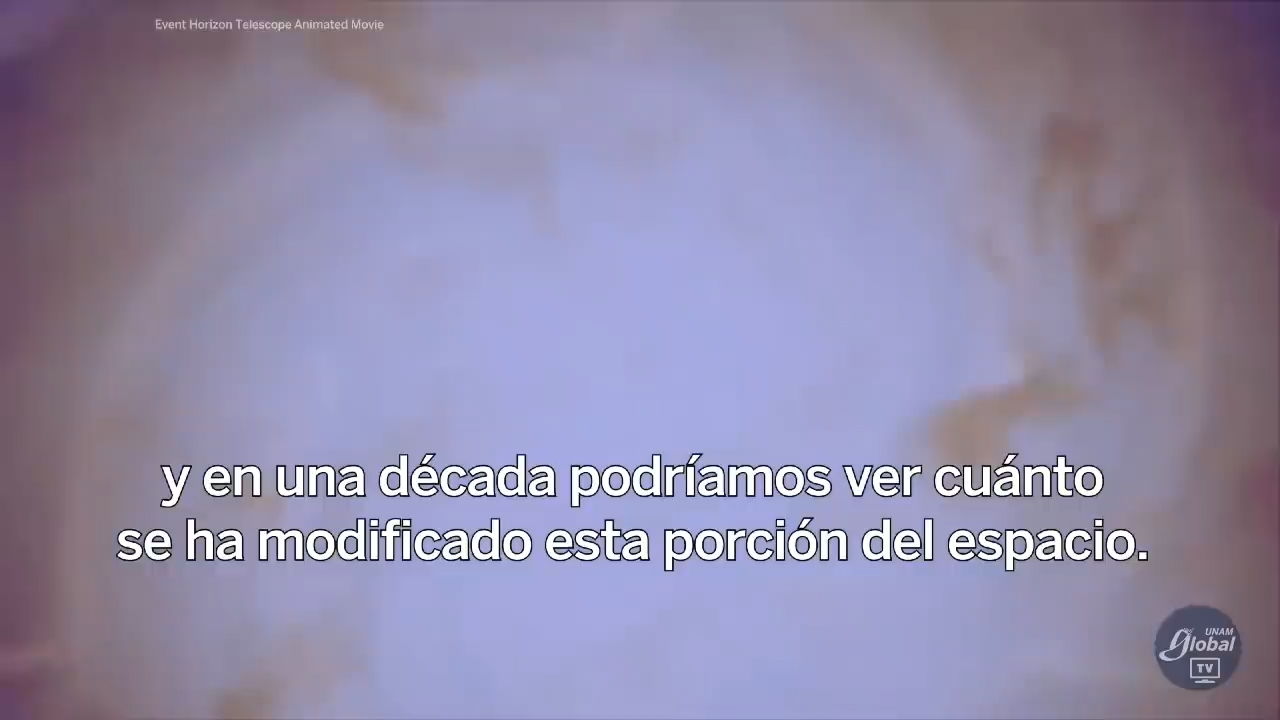 Event Horizon Telescope Animated Movie
y en una década podríamos ver cuánto
se ha modificado esta porción del espacio.
UNAM
global
TV